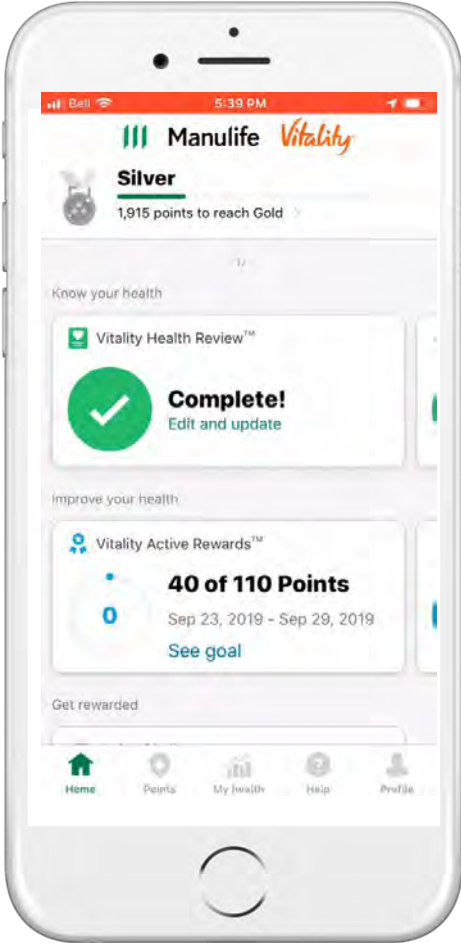 Bell
5:39 PM
Manulife Vitality
Silver
1,915 points to reach Gold
Know your health
Vitality Health Review™
Complete!
Edit and update
Improve your health
Vitality Active Rewards™
40 of 110 Points
0
Sep 23, 2019 - Sep 29, 2019
See goal
Get rewarded
Home Points My health Help Profile